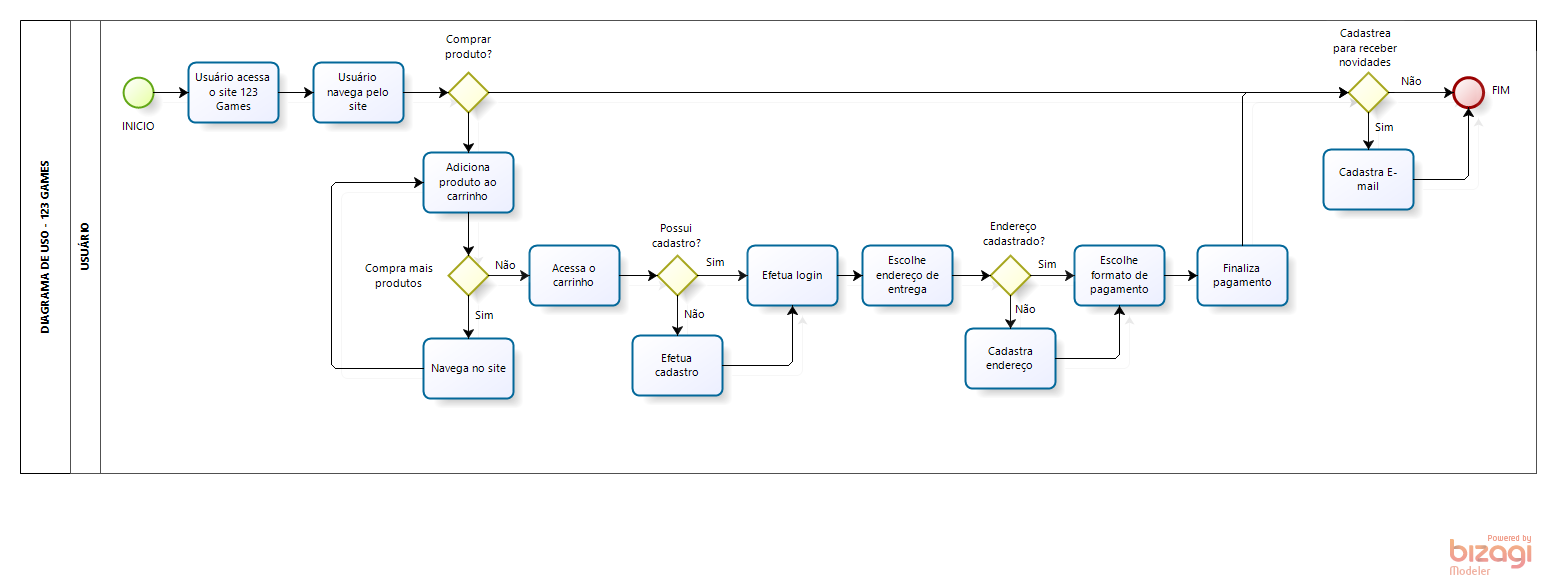 DIAGRAMA DE USO - 123 GAMES
USUÁRIO
INICIO
Usuário acessa
o site 123
Games
Usuário
navega pelo
site
Comprar
produto?
Cadastrea
para receber
novidades
Não
FIM
Sim
Cadastra E-
mail
Adiciona
produto ao
carrinho
Compra mais
produtos
Não
Sim
Navega no site
Acessa o
carrinho
Possui
cadastro?
Sim
Não
Efetua
cadastro
Efetua login
Escolhe
endereço de
entrega
Endereço
cadastrado?
Sim
Não
Cadastra
endereço
Escolhe
formato de
pagamento
Finaliza
pagamento
Powered by
bizagi
Modeler